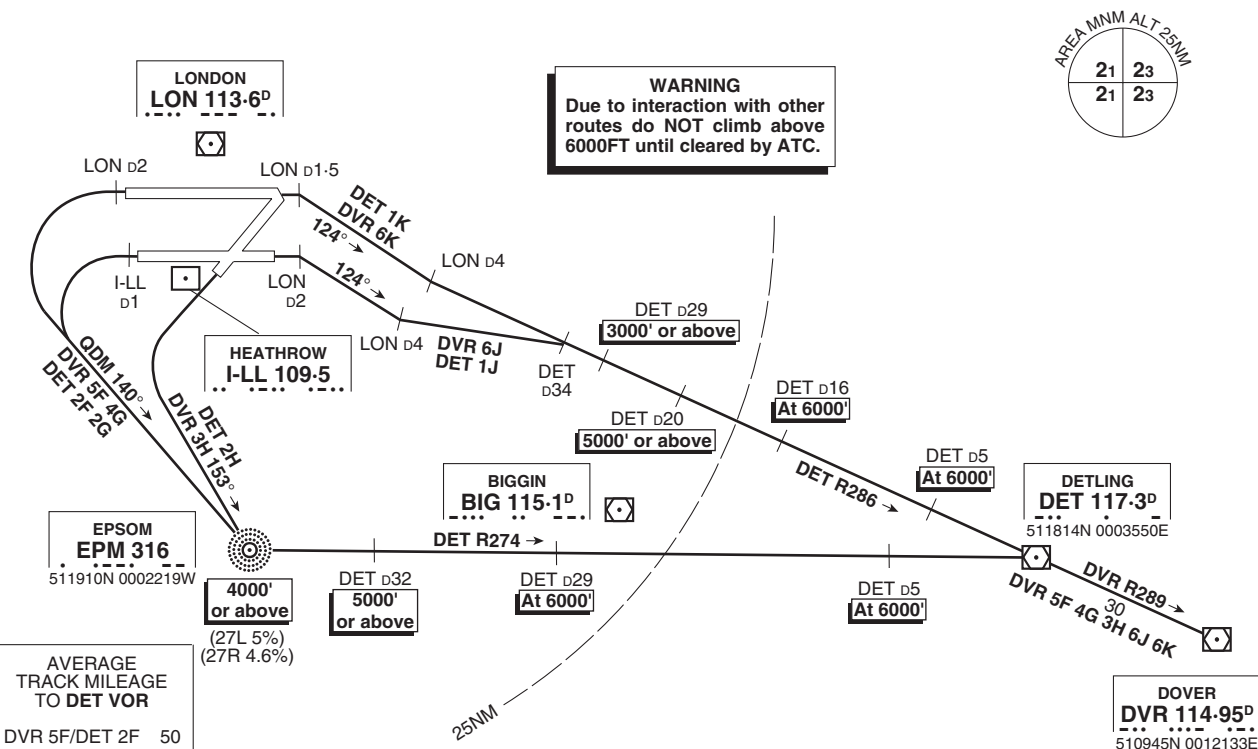 AREA MNM ALT 25NM
21 23
21 23
LONDON
LON 113·6D
WARNING
Due to interaction with other
routes do NOT climb above
6000FT until cleared by ATC.
LON D2
LON D1·5
DET 1K
DVR 6K
124°
LON D4
124°
I-LL
D1
LON
D2
LON D4
DVR 6J
DET 1J
HEATHROW
I-LL 109·5
DET D29
3000' or above
DET
D34
DET D20
5000' or above
DET D16
At 6000'
QDM 140°
DVR 5F 4G
DET 2F 2G
DET 2H
DVR 3H 153°
DET R286
DET D5
At 6000'
BIGGIN
BIG 115·1D
DETLING
DET 117·3D
511814N 0003550E
EPSOM
EPM 316
511910N 0002219W
DET R274
4000'
or above
(27L 5%)
(27R 4.6%)
DET D32
5000'
or above
DET D29
At 6000'
DET D5
At 6000'
DVR R289
30
DVR 5F 4G 3H 6J 6K
25NM
DOVER
DVR 114·95D
510945N 0012133E
AVERAGE
TRACK MILEAGE
TO DET VOR
DVR 5F/DET 2F 50